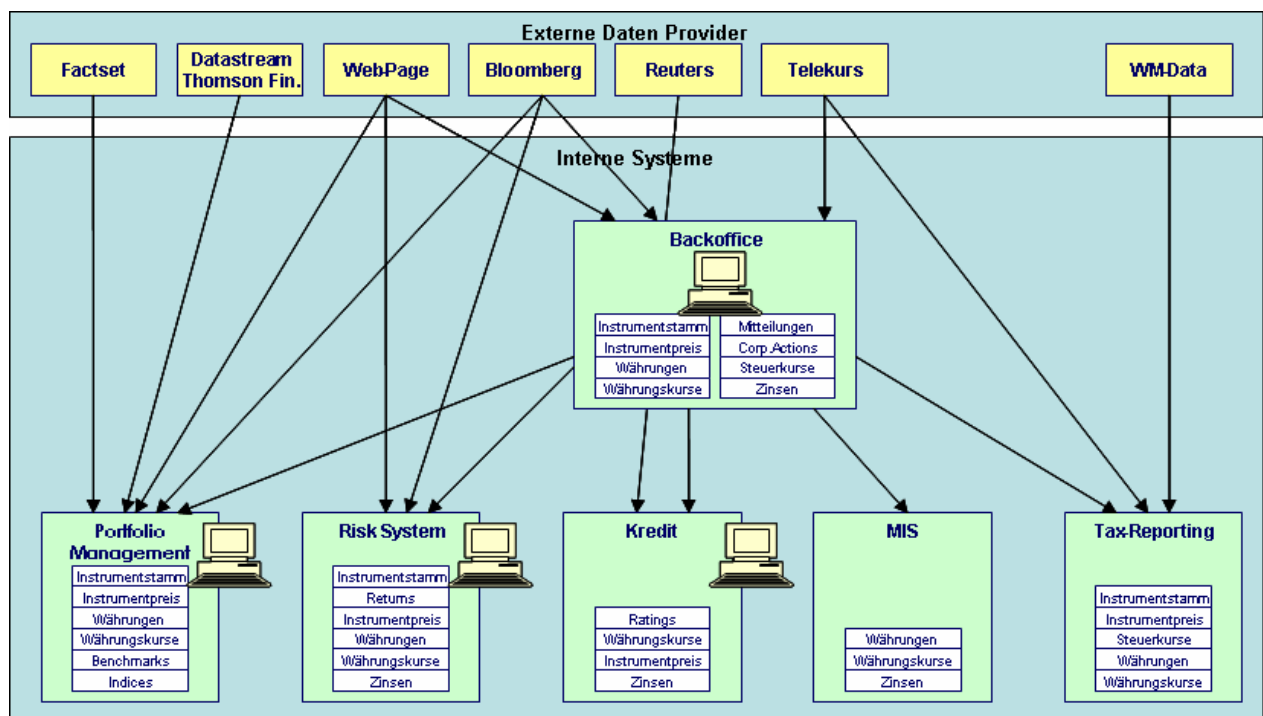 Externe Daten Provider
Factset
Datastream
Thomson Fin.
Web-Page
Bloomberg
Reuters
Telekurs
WM-Data
Interne Systeme
Backoffice
Instrumentstamm
Instrumentpreis
Währungen
Währungskurse
Mitteilungen
Corp.Actions
Steuerkurse
Zinsen
Portfolio
Management
Instrumentstamm
Instrumentpreis
Währungen
Währungskurse
Benchmarks
Indices
Risk System
Instrumentstamm
Returns
Instrumentpreis
Währungen
Währungskurse
Zinsen
Kredit
Ratings
Währungskurse
Instrumentpreis
Zinsen
MIS
Währungen
Währungskurse
Zinsen
Tax-Reporting
Instrumentstamm
Instrumentpreis
Steuerkurse
Währungen
Währungskurse